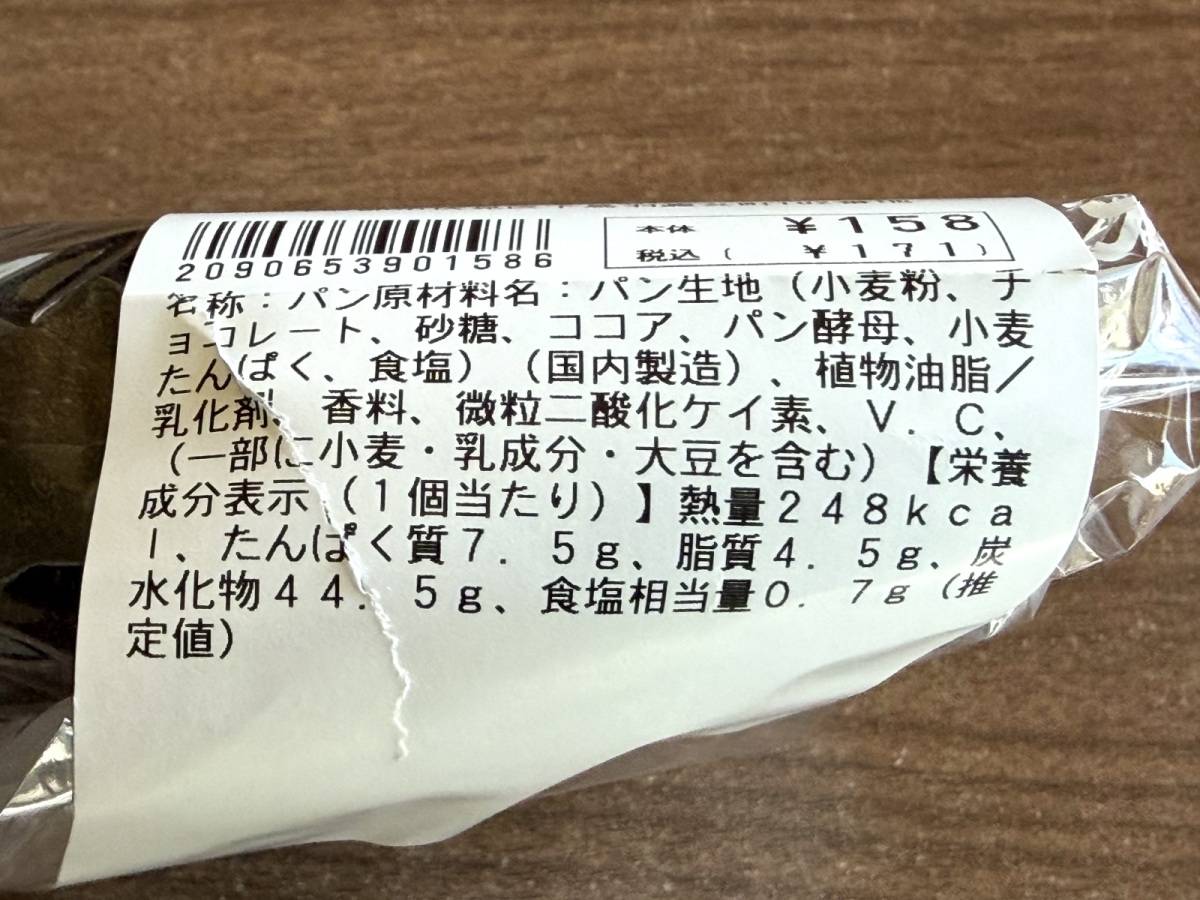 本体 ¥158
税込( ¥171)
2090653901586
名称:パン原材料名:パン生地(小麦粉、チ
ョコレート、砂糖、ココア、パン酵母、小麦
たんぱく、食塩)(国内製造)、植物油脂/
乳化剤、香料、微粒二酸化ケイ素、V.C、
(一部に小麦・乳成分・大豆を含む)【栄養
成分表示(1個当たり)】熱量248kca
l、たんぱく質7.5g、脂質4.5g、炭
水化物44.5g、食塩相当量0.7g(推
定値)